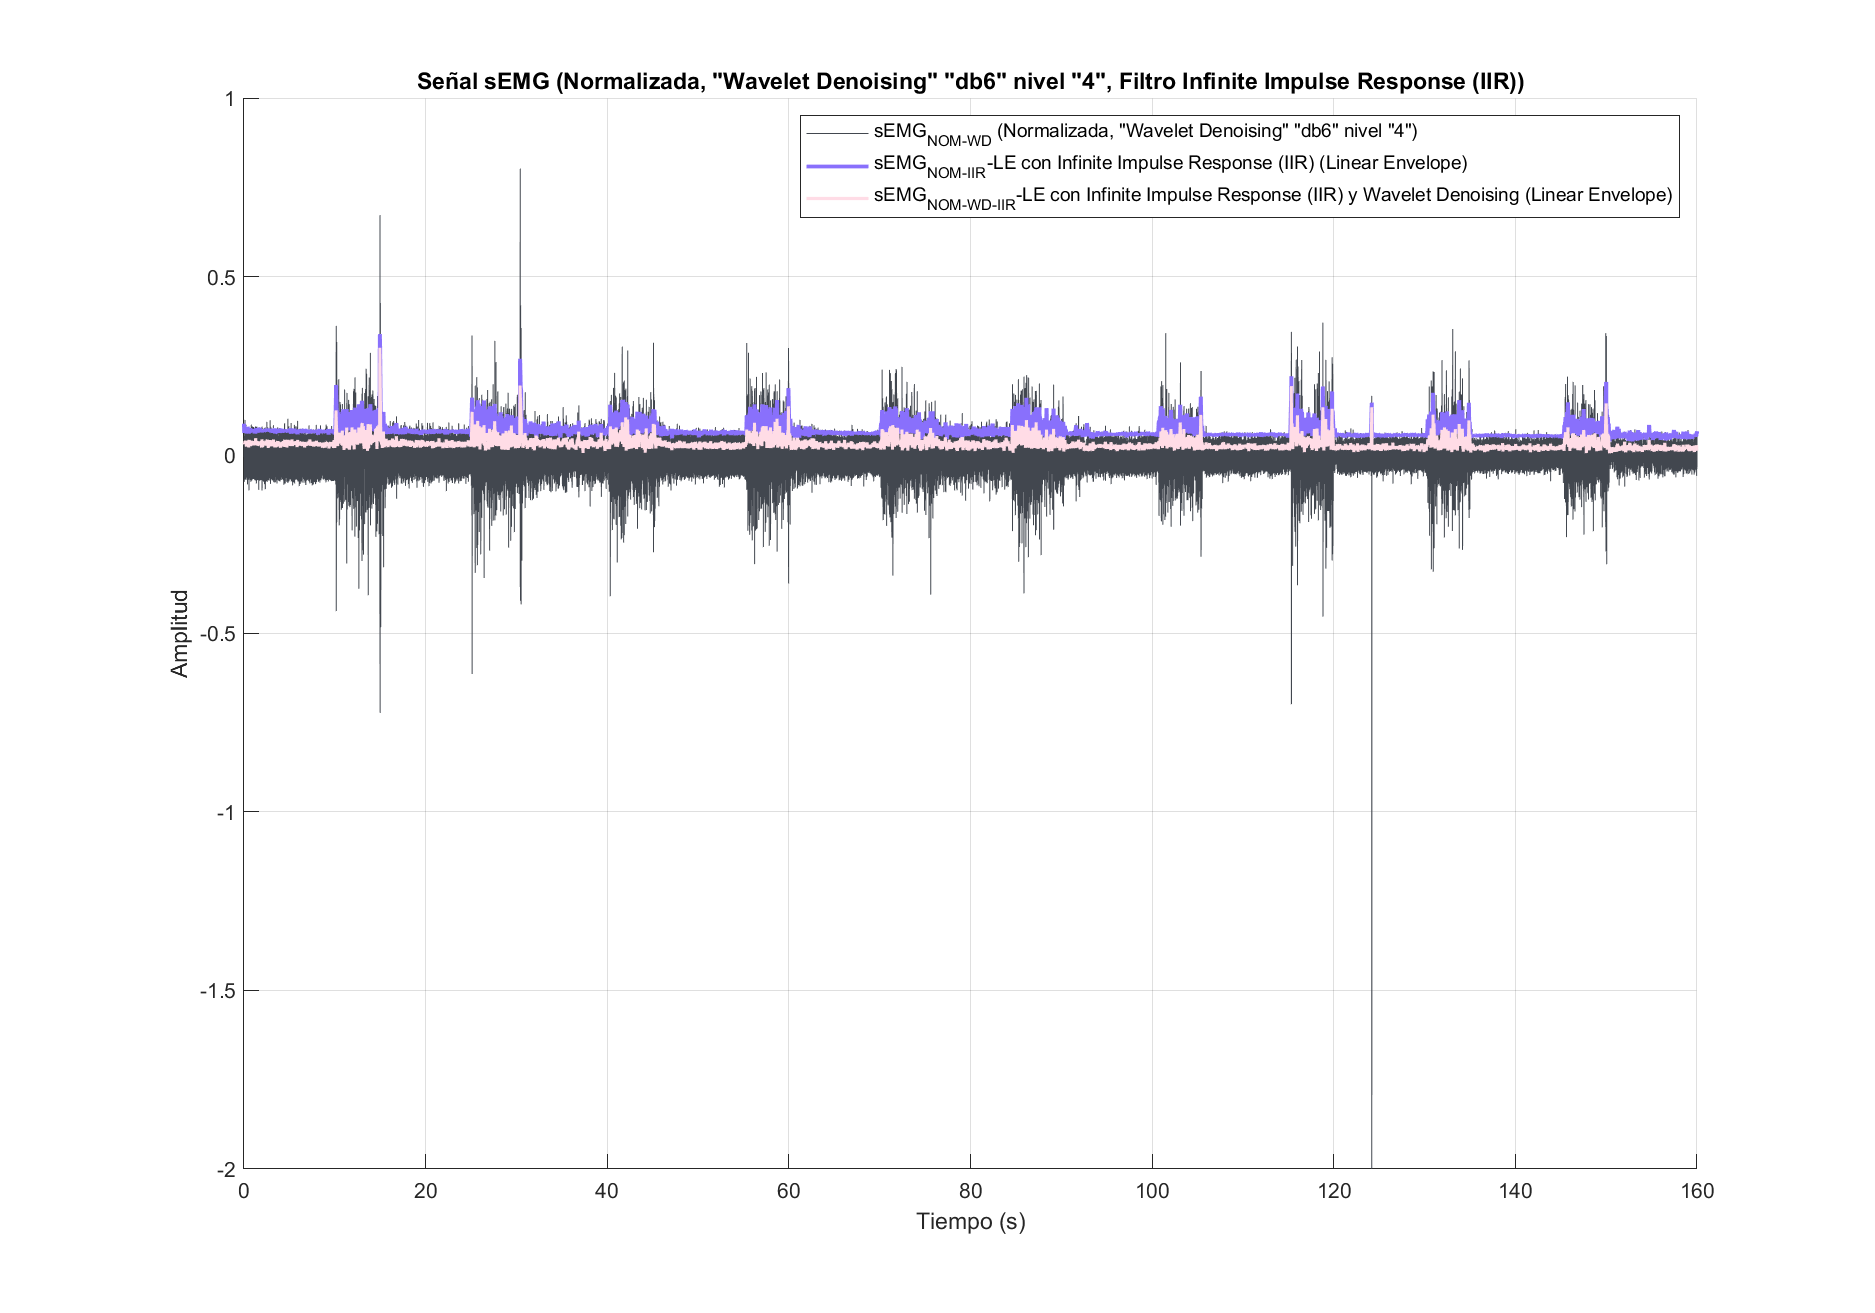 Señal sEMG (Normalizada, "Wavelet Denoising" "db6" nivel "4", Filtro Infinite Impulse Response (IIR))
sEMG_NOM-WD (Normalizada, "Wavelet Denoising" "db6" nivel "4")
sEMG_NOM-IIR-LE con Infinite Impulse Response (IIR) (Linear Envelope)
sEMG_NOM-WD-IIR-LE con Infinite Impulse Response (IIR) y Wavelet Denoising (Linear Envelope)
Amplitud
1
0.5
0
-0.5
-1
-1.5
-2
0 20 40 60 80 100 120 140 160
Tiempo (s)